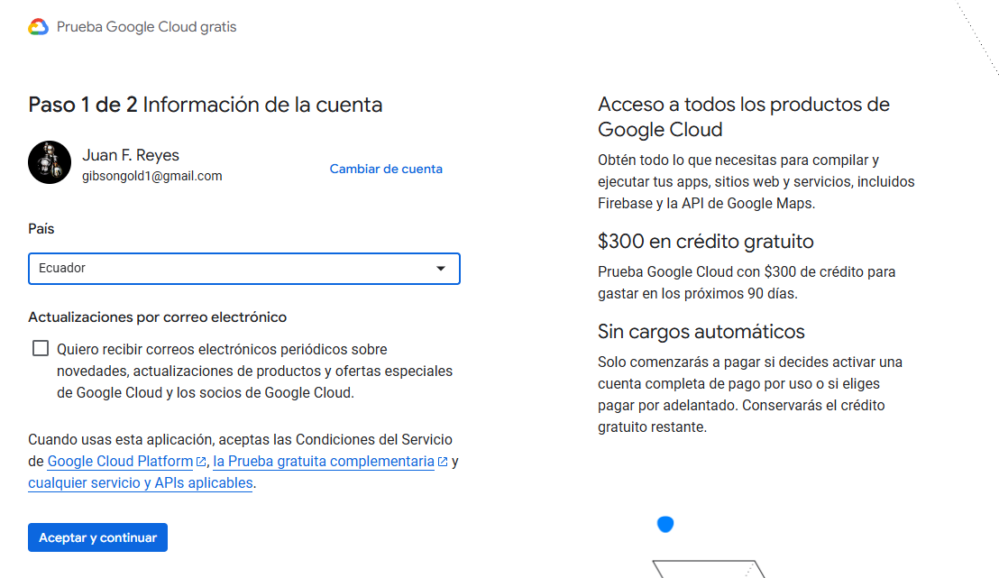 Prueba Google Cloud gratis
Paso 1 de 2 Información de la cuenta
Juan F. Reyes
gibsongold1@gmail.com
Cambiar de cuenta
País
Ecuador
Actualizaciones por correo electrónico
Quiero recibir correos electrónicos periódicos sobre
novedades, actualizaciones de productos y ofertas especiales
de Google Cloud y los socios de Google Cloud.
Cuando usas esta aplicación, aceptas las Condiciones del Servicio
de Google Cloud Platform, la Prueba gratuita complementaria y
cualquier servicio y APIs aplicables.
Aceptar y continuar
Acceso a todos los productos de
Google Cloud
Obtén todo lo que necesitas para compilar y
ejecutar tus apps, sitios web y servicios, incluidos
Firebase y la API de Google Maps.
$300 en crédito gratuito
Prueba Google Cloud con $300 de crédito para
gastar en los próximos 90 días.
Sin cargos automáticos
Solo comenzarás a pagar si decides activar una
cuenta completa de pago por uso o si eliges
pagar por adelantado. Conservarás el crédito
gratuito restante.